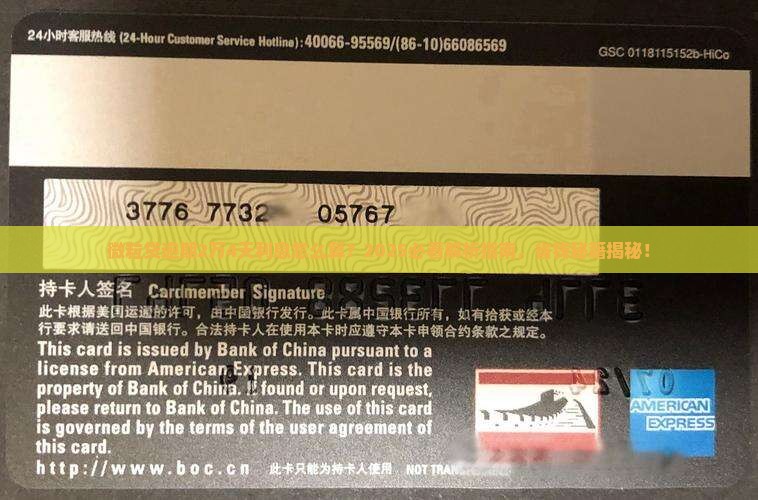 24小时客服热线 (24-Hour Customer Service Hotline):40066-95569/(86-10)66086569
GSC 0118115152b-HiCo
3776 7732 05767
揭秘!
持卡人签名 Cardmember Signature
此卡根据美国运通的许可，由中国银行发行。此卡属中国银行所有，如有拾获或经本
行要求请送回中国银行。合法持卡人在使用本卡时应遵守本卡申领合约条款之规定。
This card is issued by Bank of China pursuant to a
license from American Express. This card is the
property of Bank of China. If found or upon request,
please return to Bank of China. The use of this card
is governed by the terms of the user agreement of
this card.
AMERICAN
EXPRESS
http://www.boc.cn 此卡只能为持卡人使用 NOT